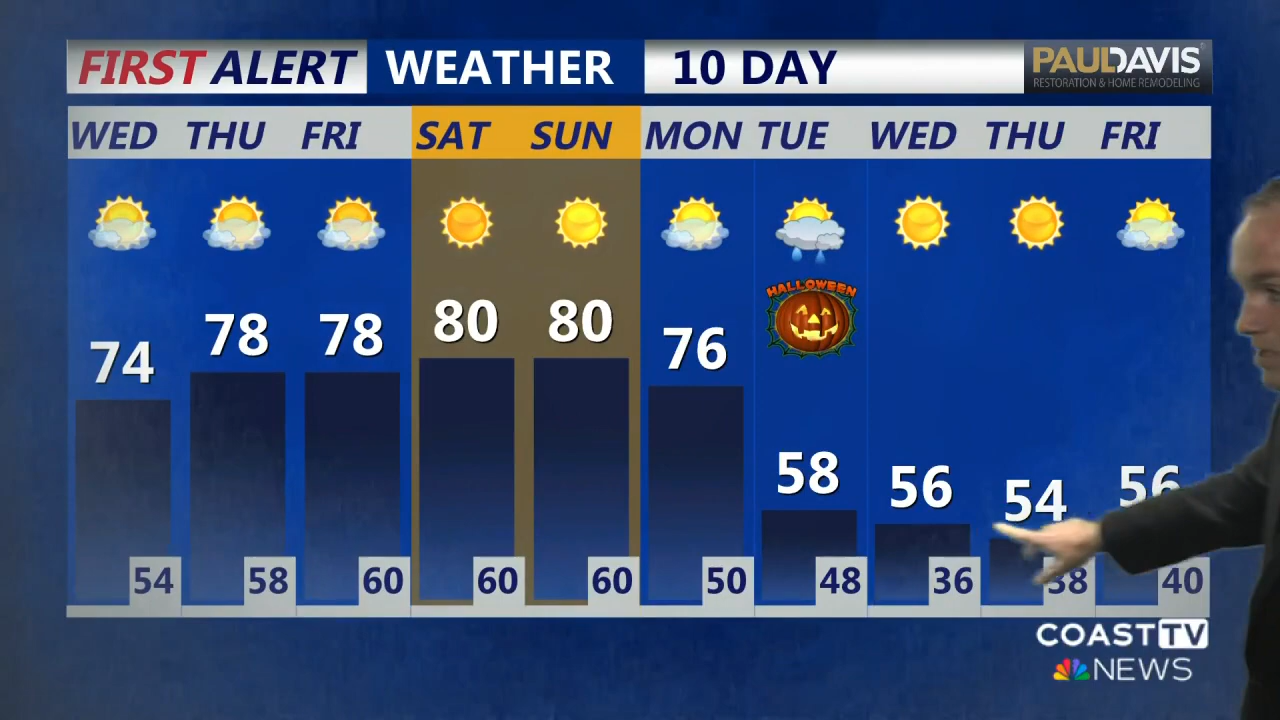 FIRST ALERT WEATHER 10 DAY
PAUL DAVIS
RESTORATION & HOME REMODELING
WED THU FRI SAT SUN MON TUE WED THU FRI
HALLOWEEN
74 78 78 80 80 76 58 56 54 56
54 58 60 60 60 50 48 36 38 40
COAST TV
NEWS